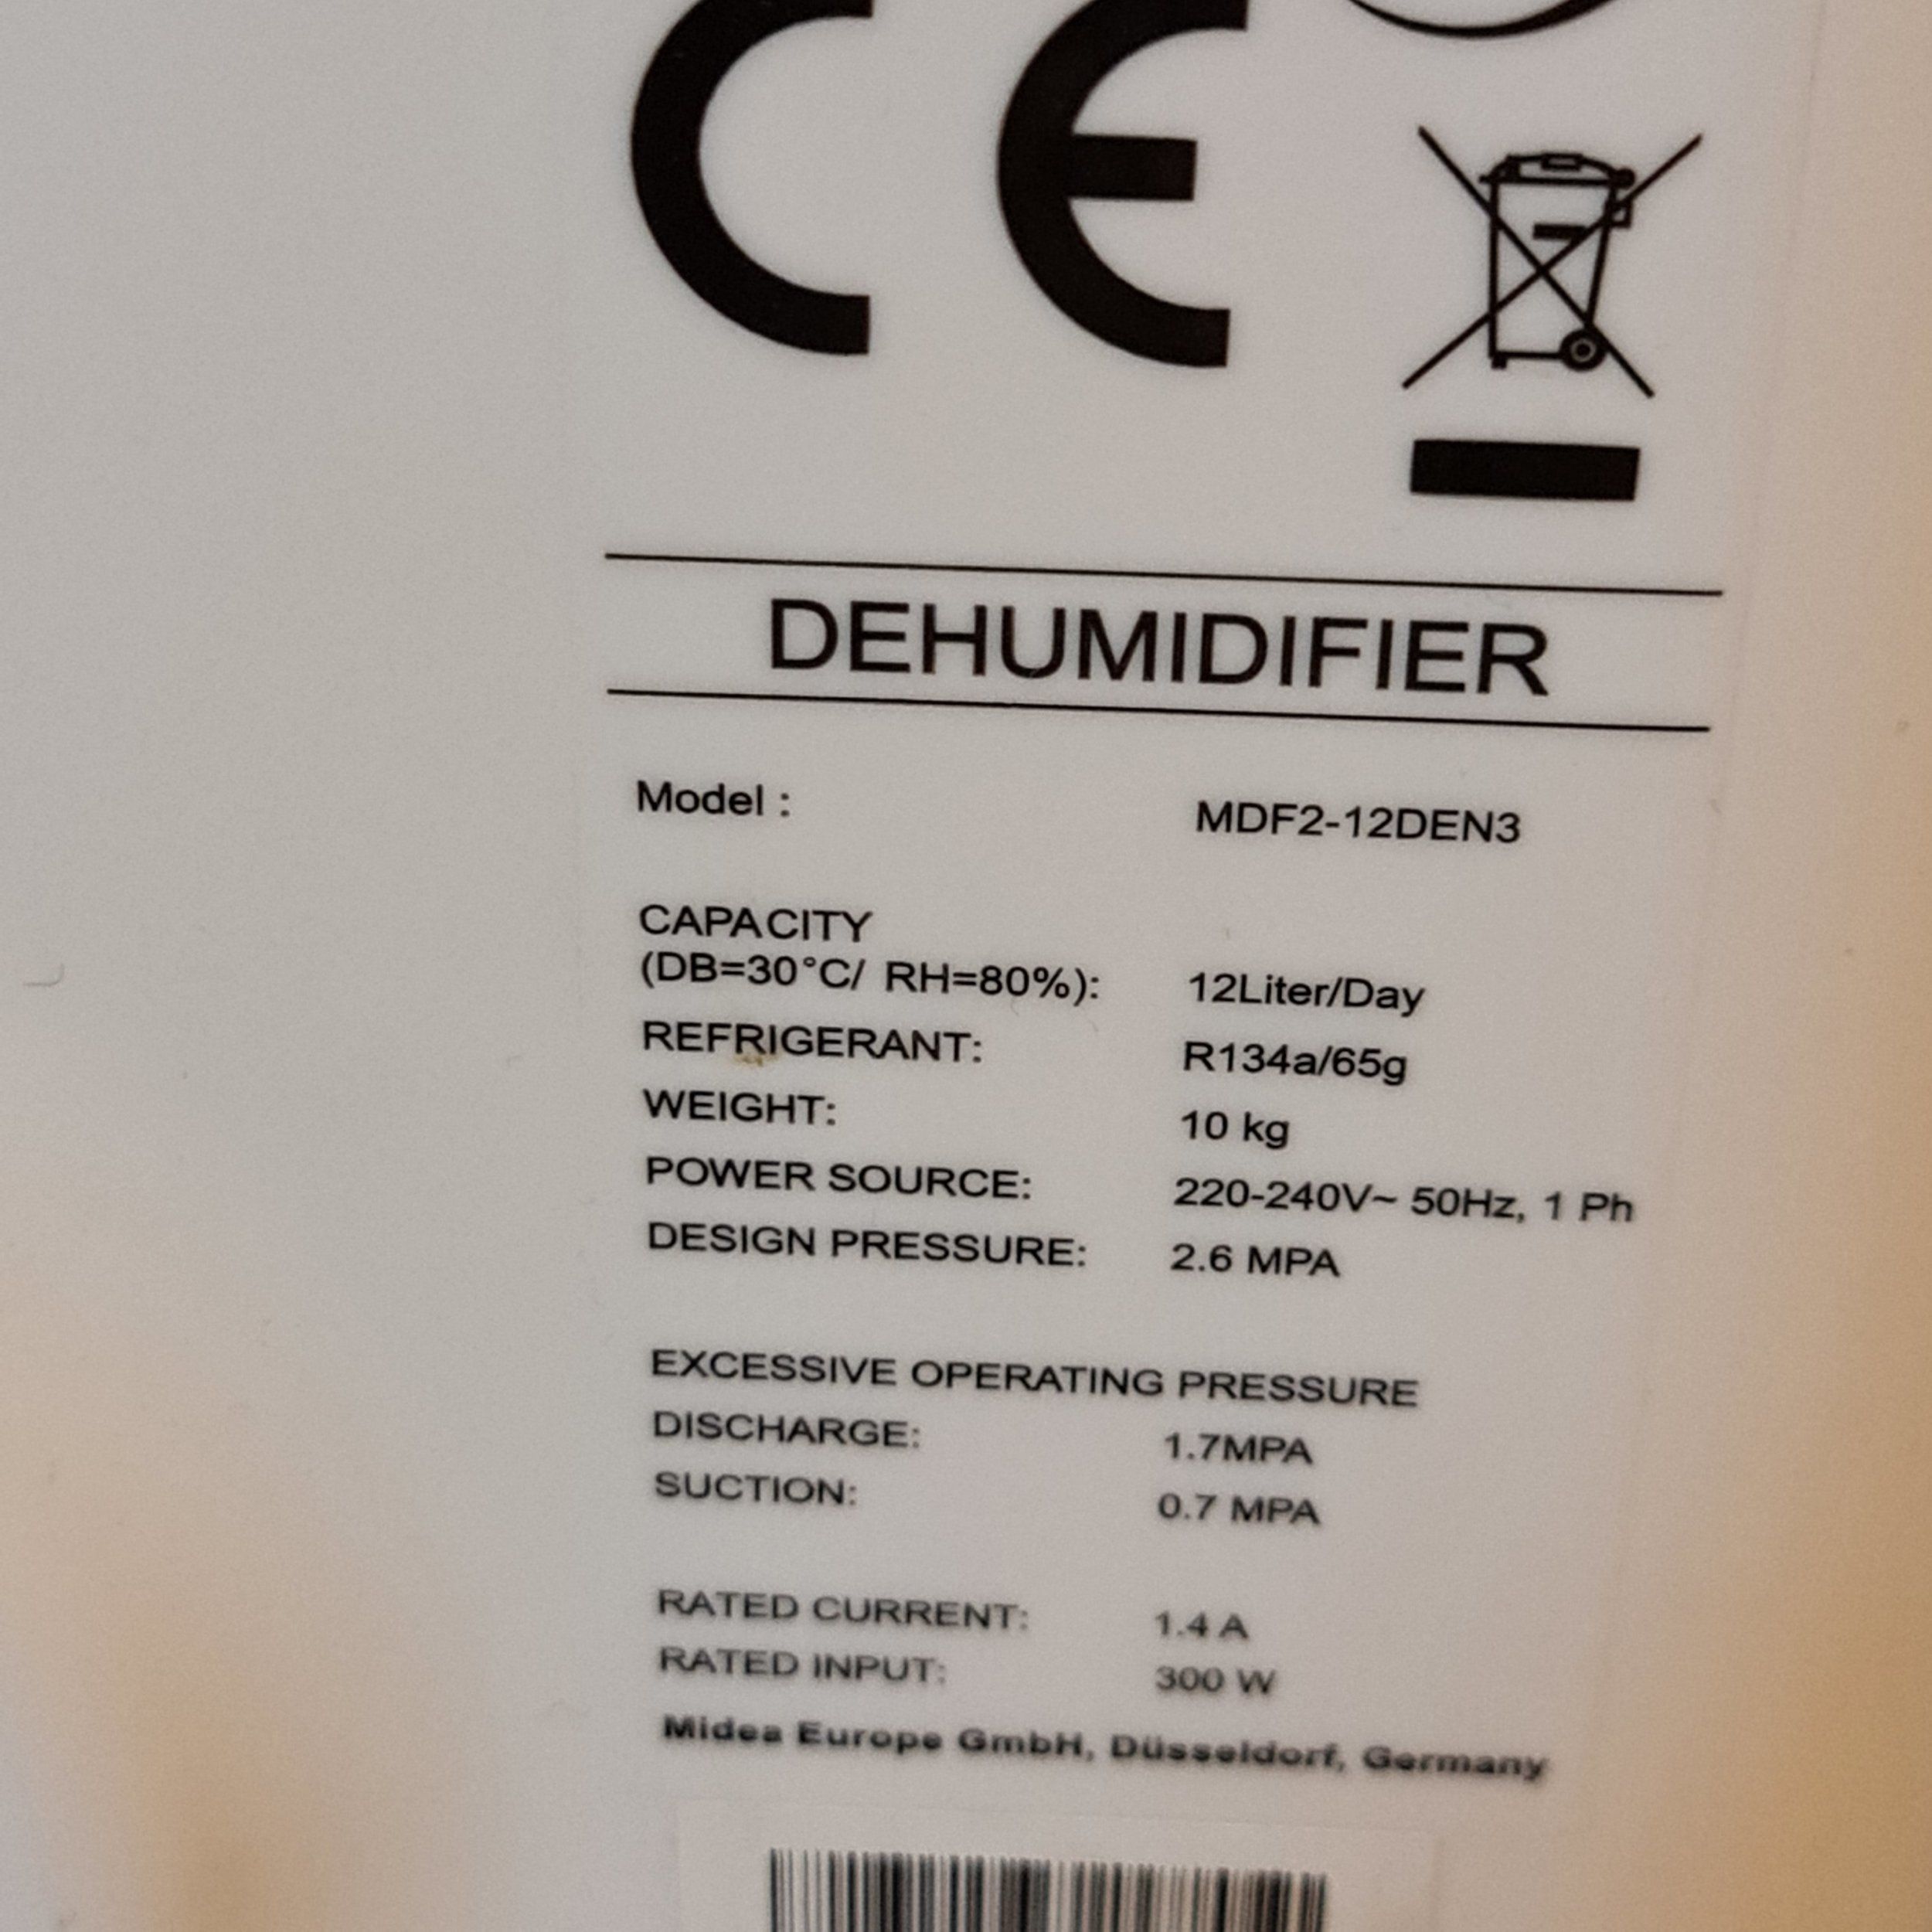 CE
DEHUMIDIFIER
Model : MDF2-12DEN3
CAPACITY
(DB=30°C/ RH=80%): 12Liter/Day
REFRIGERANT: R134a/65g
WEIGHT: 10 kg
POWER SOURCE: 220-240V~ 50Hz, 1 Ph
DESIGN PRESSURE: 2.6 MPA
EXCESSIVE OPERATING PRESSURE
DISCHARGE: 1.7MPA
SUCTION: 0.7 MPA
RATED CURRENT: 1.4 A
RATED INPUT: 300 W
Midea Europe GmbH, Düsseldorf, Germany